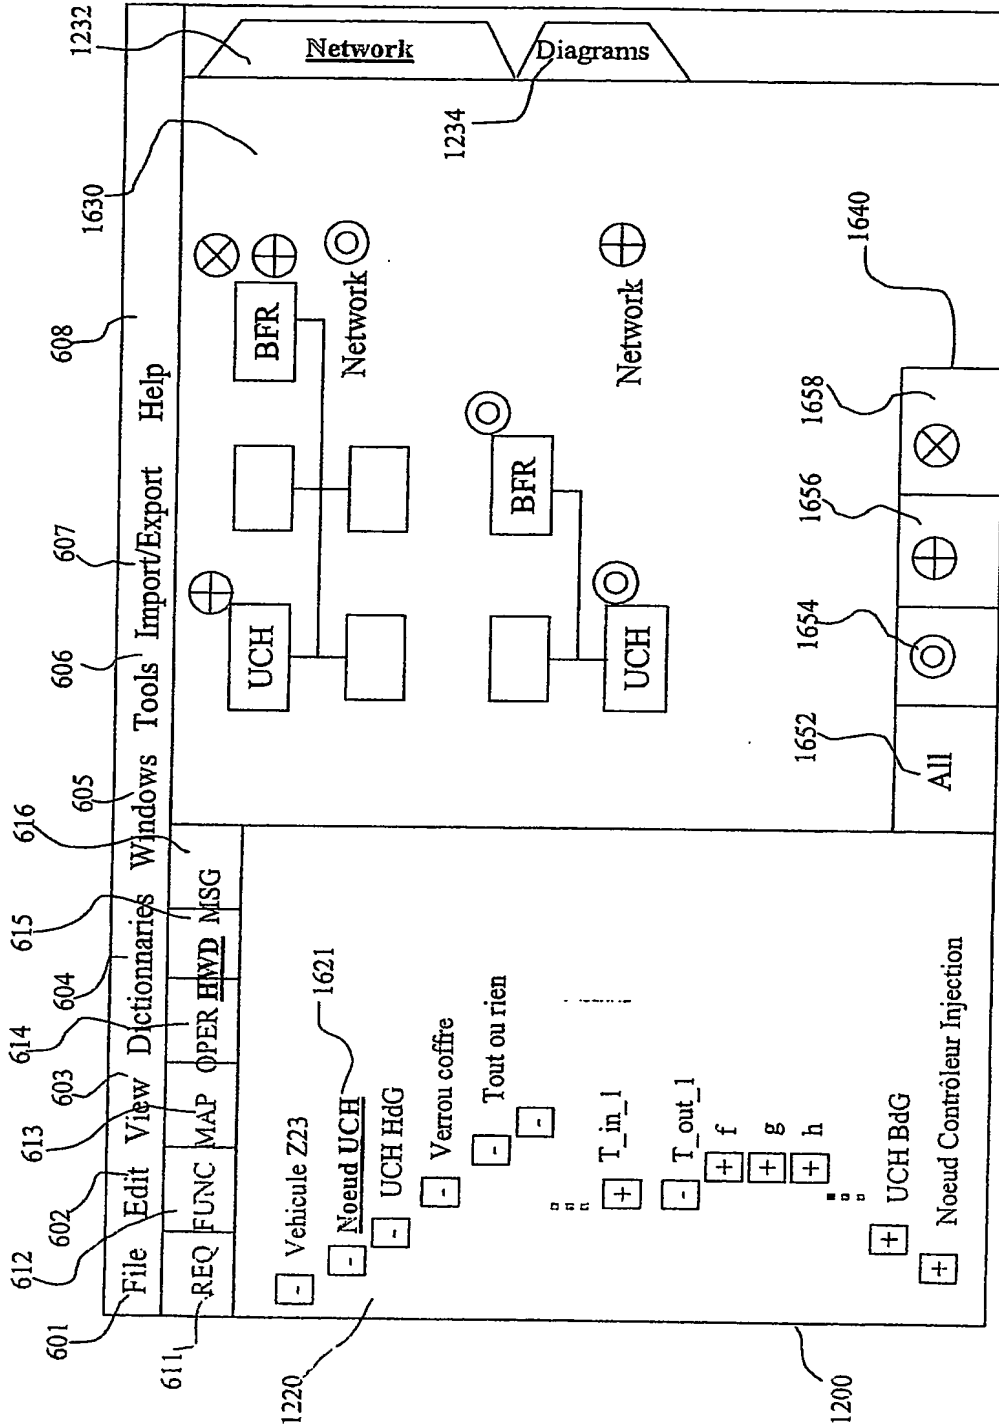 601 602 603 604 605 606 607 608
File Edit View Dictionnaries Windows Tools Import/Export Help
611 612 613 614 615 616
REQ FUNC MAP OPER HWD MSG
1220
1200
Vehicule Z23
Noeud UCH
1621
UCH HdG
Verrou coffre
Tout ou rien
T_in_1
T_out_1
f
g
h
UCH BdG
Noeud Contrôleur Injection
1630
1232
Network
1234
Diagrams
UCH
BFR
Network
BFR
UCH
Network
1640
1652 1654 1656 1658
All